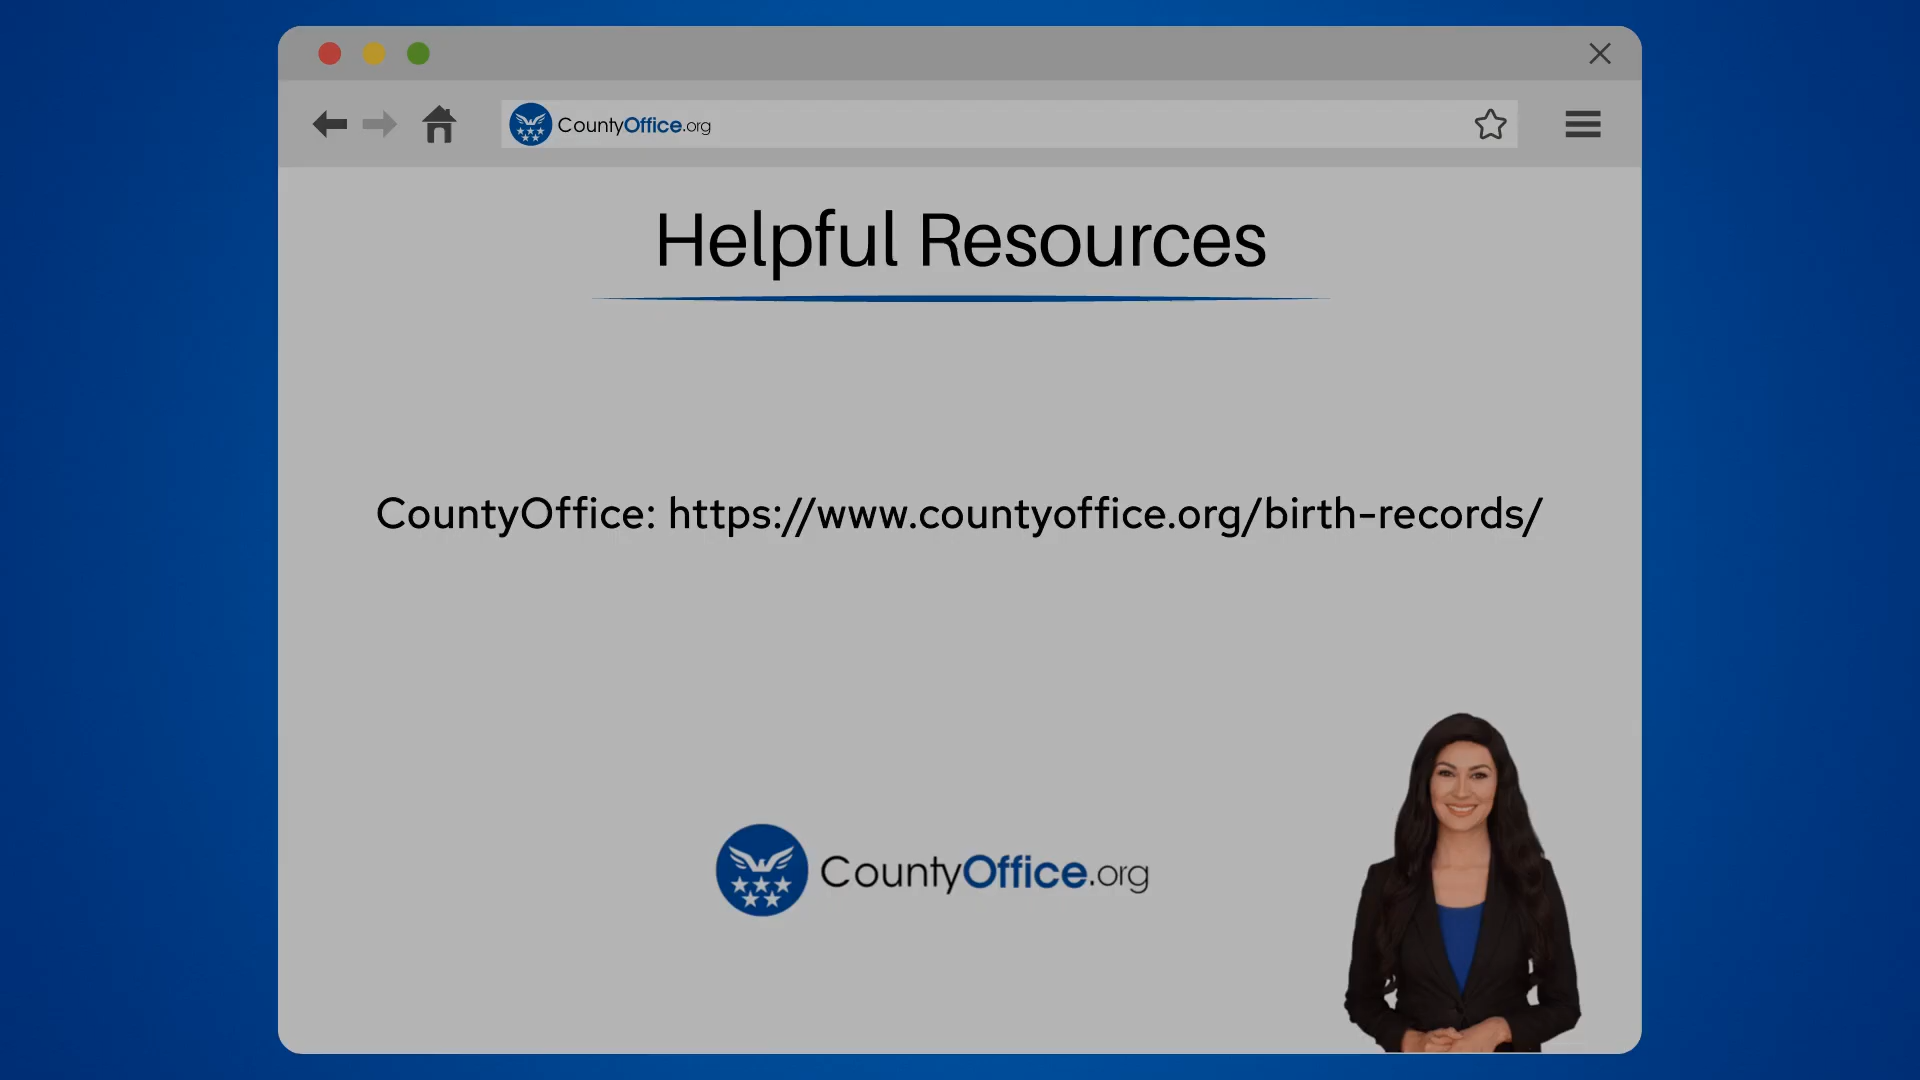 CountyOffice.org
Helpful Resources
CountyOffice: https://www.countyoffice.org/birth-records/
CountyOffice.org